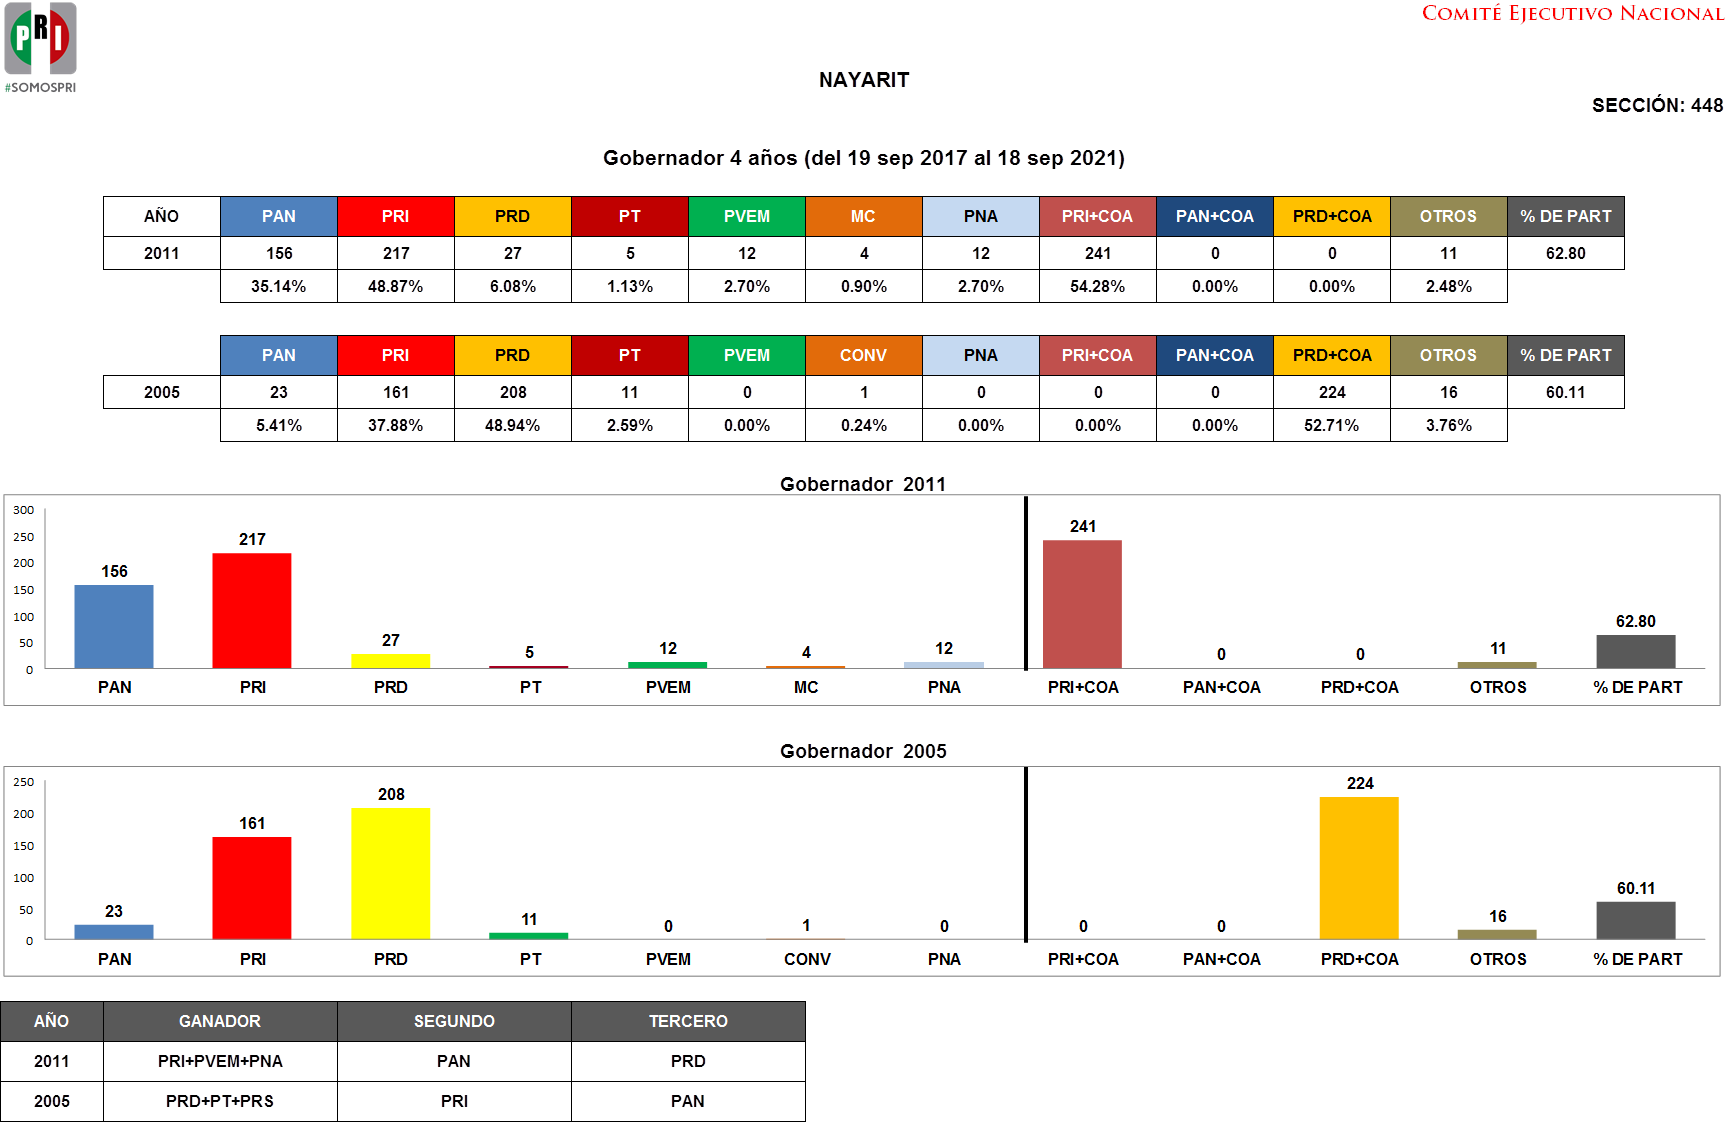 PRI
#SOMOSPRI
COMITÉ EJECUTIVO NACIONAL
NAYARIT
SECCIÓN: 448
Gobernador 4 años (del 19 sep 2017 al 18 sep 2021)
AÑO PAN PRI PRD PT PVEM MC PNA PRI+COA PAN+COA PRD+COA OTROS % DE PART
2011 156 217 27 5 12 4 12 241 0 0 11 62.80
35.14% 48.87% 6.08% 1.13% 2.70% 0.90% 2.70% 54.28% 0.00% 0.00% 2.48%
PAN PRI PRD PT PVEM CONV PNA PRI+COA PAN+COA PRD+COA OTROS % DE PART
2005 23 161 208 11 0 1 0 0 0 224 16 60.11
5.41% 37.88% 48.94% 2.59% 0.00% 0.24% 0.00% 0.00% 0.00% 52.71% 3.76%
Gobernador 2011
300
250
200
150
100
50
0
156 217 27 5 12 4 12 241 0 0 11 62.80
PAN PRI PRD PT PVEM MC PNA PRI+COA PAN+COA PRD+COA OTROS % DE PART
Gobernador 2005
250
200
150
100
50
0
23 161 208 11 0 1 0 0 0 224 16 60.11
PAN PRI PRD PT PVEM CONV PNA PRI+COA PAN+COA PRD+COA OTROS % DE PART
AÑO GANADOR SEGUNDO TERCERO
2011 PRI+PVEM+PNA PAN PRD
2005 PRD+PT+PRS PRI PAN